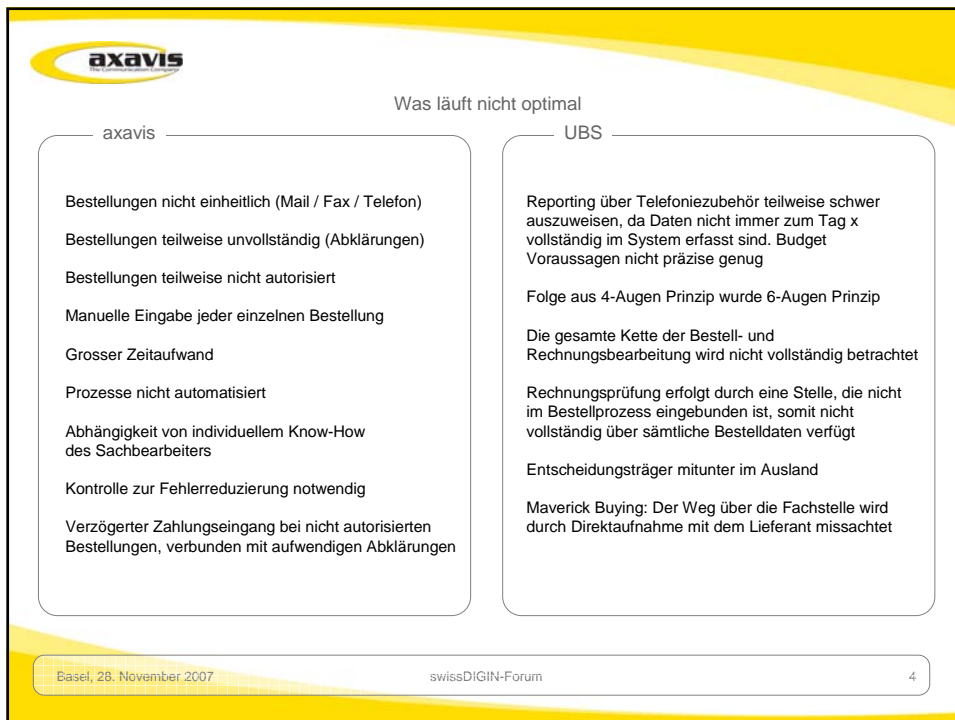 axavis
The Communication Company
Was läuft nicht optimal
axavis
Bestellungen nicht einheitlich (Mail / Fax / Telefon)
Bestellungen teilweise unvollständig (Abklärungen)
Bestellungen teilweise nicht autorisiert
Manuelle Eingabe jeder einzelnen Bestellung
Grosser Zeitaufwand
Prozesse nicht automatisiert
Abhängigkeit von individuellem Know-How
des Sachbearbeiters
Kontrolle zur Fehlerreduzierung notwendig
Verzögerter Zahlungseingang bei nicht autorisierten
Bestellungen, verbunden mit aufwendigen Abklärungen
UBS
Reporting über Telefoniezubehör teilweise schwer
auszuweisen, da Daten nicht immer zum Tag x
vollständig im System erfasst sind. Budget
Voraussagen nicht präzise genug
Folge aus 4-Augen Prinzip wurde 6-Augen Prinzip
Die gesamte Kette der Bestell- und
Rechnungsbearbeitung wird nicht vollständig betrachtet
Rechnungsprüfung erfolgt durch eine Stelle, die nicht
im Bestellprozess eingebunden ist, somit nicht
vollständig über sämtliche Bestelldaten verfügt
Entscheidungsträger mitunter im Ausland
Maverick Buying: Der Weg über die Fachstelle wird
durch Direktaufnahme mit dem Lieferant missachtet
Basel, 28. November 2007
swissDIGIN-Forum
4